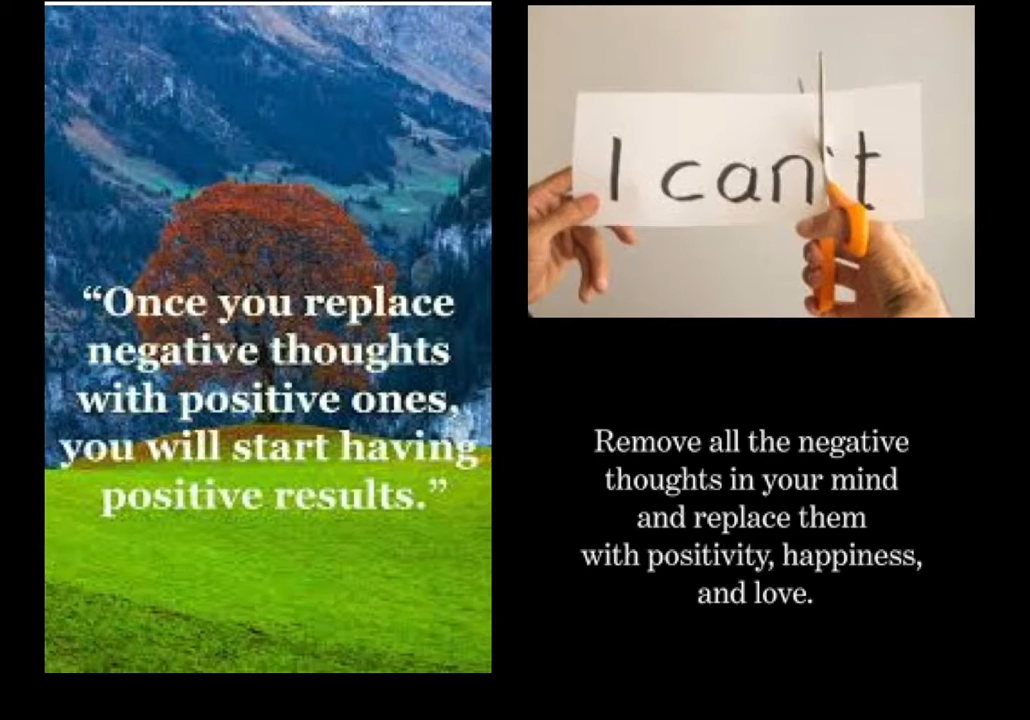 “Once you replace
negative thoughts
with positive ones,
you will start having
positive results.”
I can't
Remove all the negative
thoughts in your mind
and replace them
with positivity, happiness,
and love.